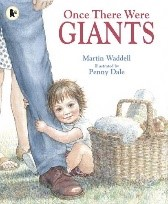 Once There Were
GIANTS
Martin Waddell
Illustrated by
Penny Dale